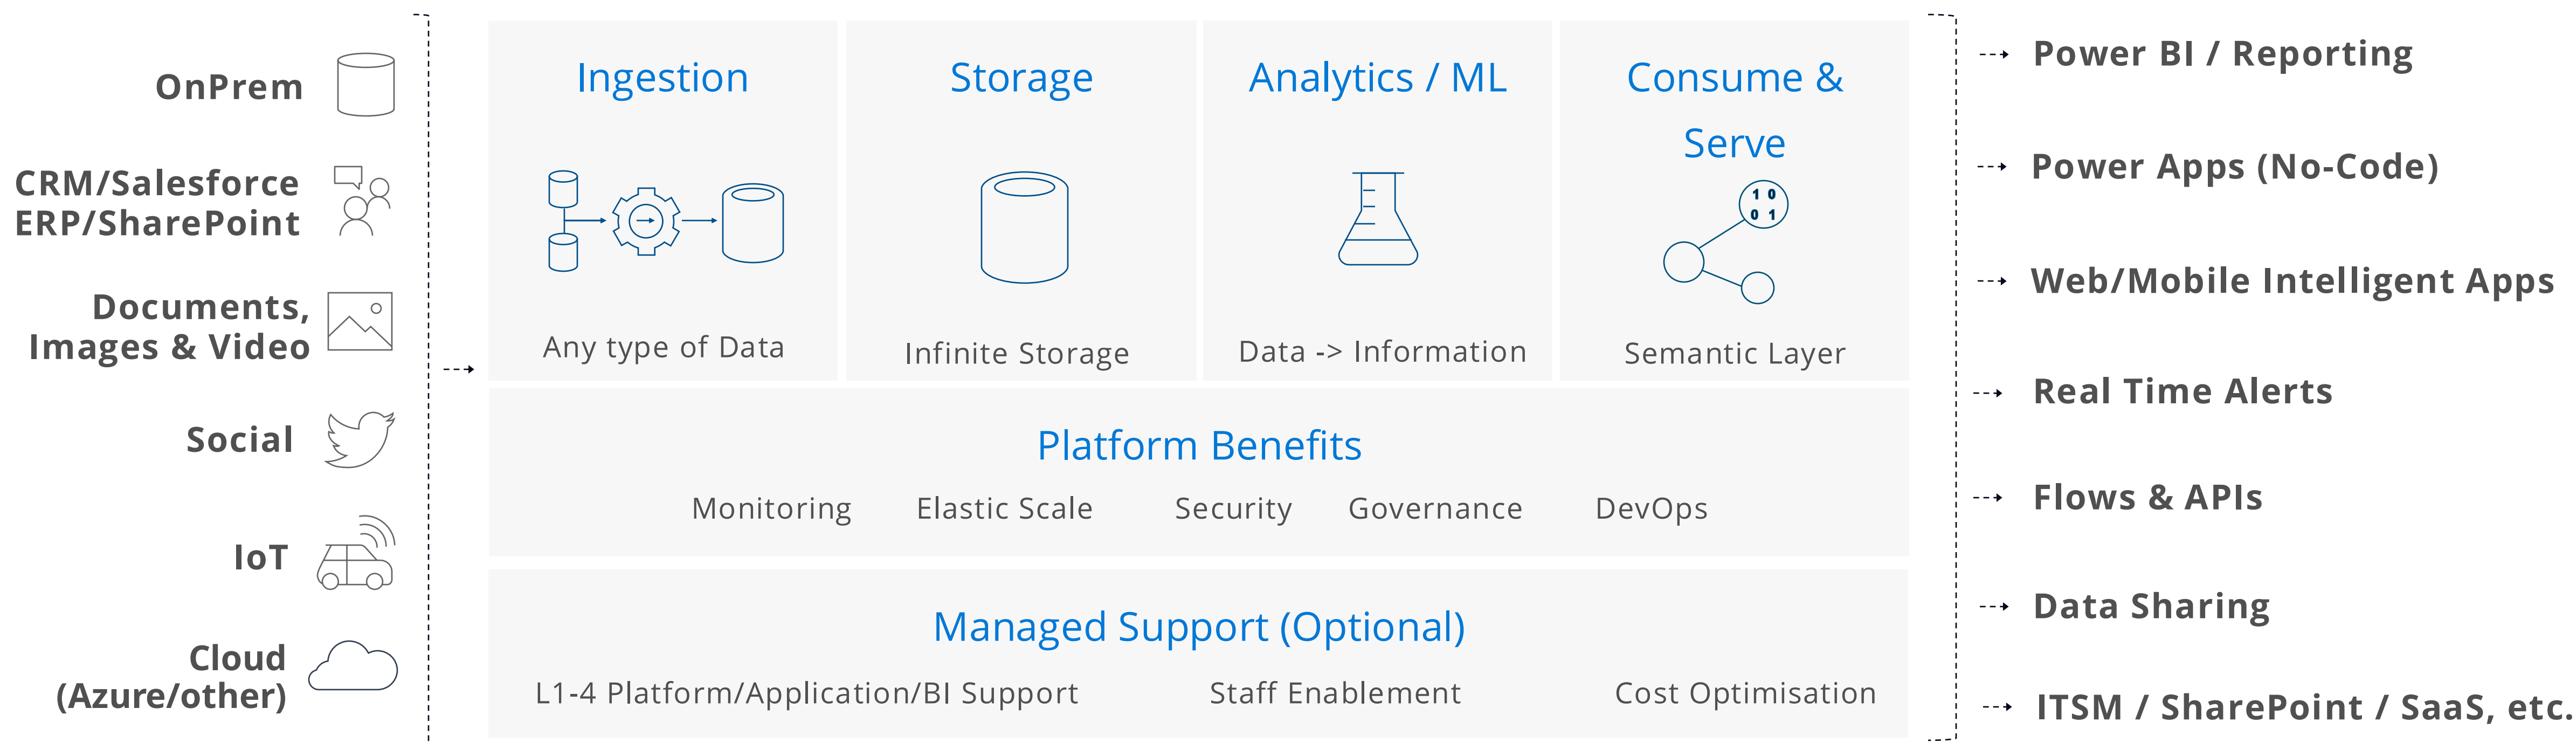 OnPrem
CRM/Salesforce
ERP/SharePoint
Documents,
Images & Video
Social
IoT
Cloud
(Azure/other)
Ingestion
Any type of Data
Storage
Infinite Storage
Analytics / ML
Data -> Information
Consume &
Serve
1 0
0 1
Semantic Layer
Platform Benefits
Monitoring Elastic Scale Security Governance DevOps
Managed Support (Optional)
L1-4 Platform/Application/BI Support Staff Enablement Cost Optimisation
Power BI / Reporting
Power Apps (No-Code)
Web/Mobile Intelligent Apps
Real Time Alerts
Flows & APIs
Data Sharing
ITSM / SharePoint / SaaS, etc.